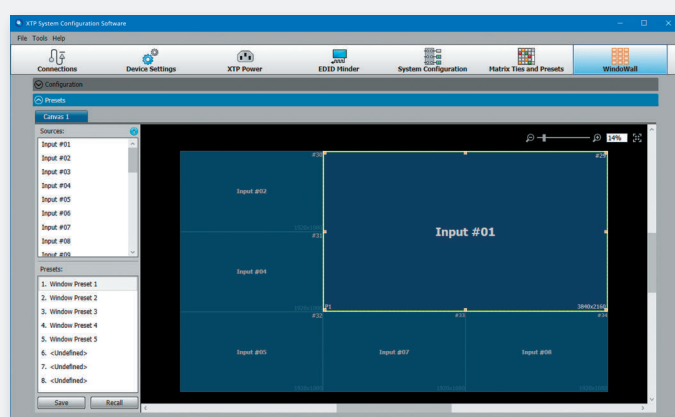 XTP System Configuration Software
File Tools Help
Connections
Device Settings
XTP Power
EDID Minder
System Configuration
Matrix Ties and Presets
WindoWall
Configuration
Presets
Canvas 1
Sources:
Input #01
Input #02
Input #03
Input #04
Input #05
Input #06
Input #07
Input #08
Input #09
Presets:
1. Window Preset 1
2. Window Preset 2
3. Window Preset 3
4. Window Preset 4
5. Window Preset 5
6. <Undefined>
7. <Undefined>
8. <Undefined>
Save Recall
14%
#30 #29
Input #02
Input #01
#31
Input #04
#1 3840x2160
#32 #33 #34
Input #05 Input #07 Input #08